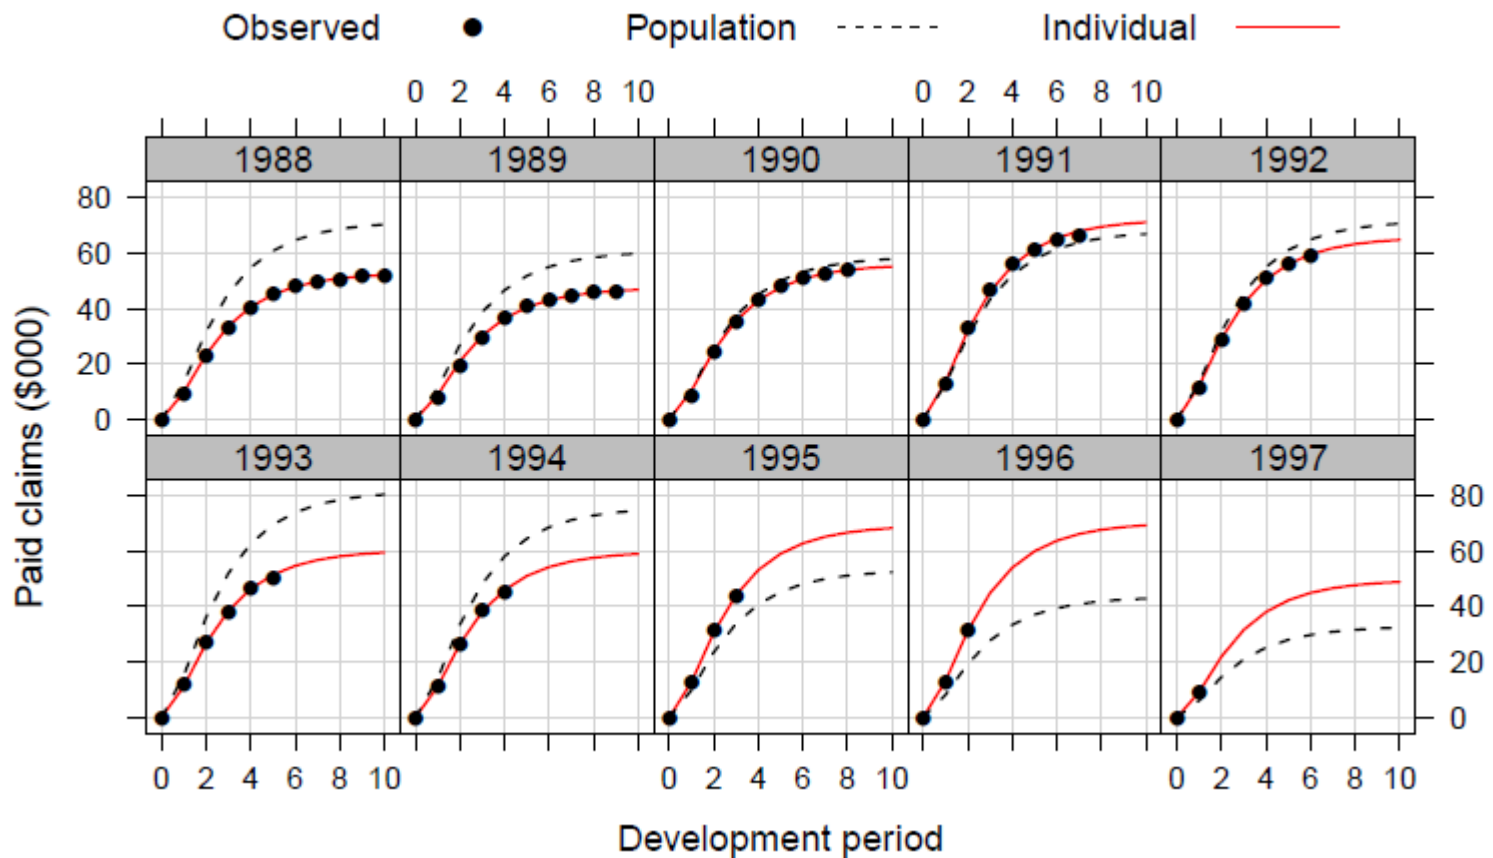 Observed Population Individual
0 2 4 6 8 10 0 2 4 6 8 10
1988 1989 1990 1991 1992
80
60
40
20
0
1993 1994 1995 1996 1997
80
60
40
20
0
0 2 4 6 8 10 0 2 4 6 8 10 0 2 4 6 8 10
Paid claims ($000)
Development period